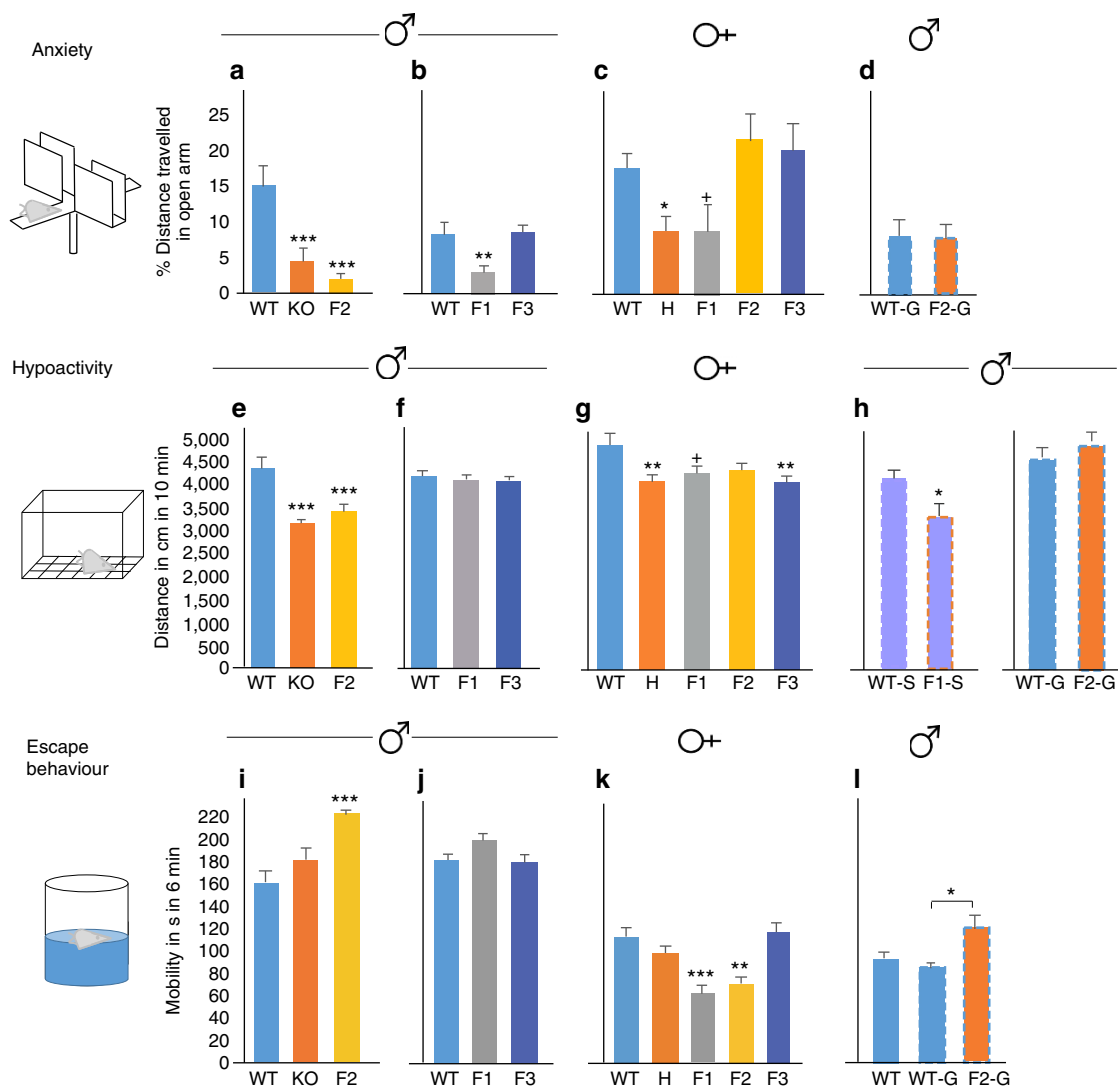 Anxiety
a b c d
% Distance travelled
in open arm
25
20
15
10
5
0
*** *** ** * +
WT KO F2 WT F1 F3 WT H F1 F2 F3 WT-G F2-G
Hypoactivity
e f g h
Distance in cm in 10 min
5,000
4,500
4,000
3,500
3,000
2,500
2,000
1,500
1,000
500
0
*** *** ** + ** *
WT KO F2 WT F1 F3 WT H F1 F2 F3 WT-S F1-S WT-G F2-G
Escape
behaviour
i j k l
Mobility in s in 6 min
220
200
180
160
140
120
100
80
60
40
20
0
*** *** ** *
WT KO F2 WT F1 F3 WT H F1 F2 F3 WT WT-G F2-G